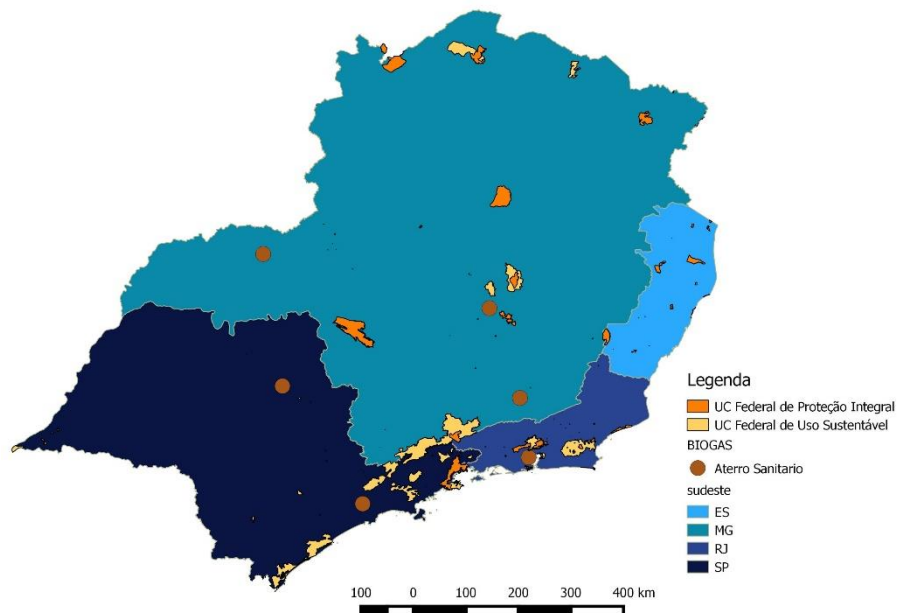 Legenda
UC Federal de Proteção Integral
UC Federal de Uso Sustentável
BIOGAS
Aterro Sanitario
sudeste
ES
MG
RJ
SP
100 0 100 200 300 400 km